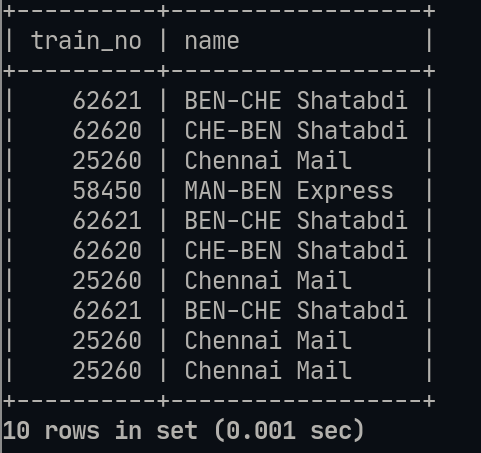 +----------+------------------+
| train_no | name             |
+----------+------------------+
|    62621 | BEN-CHE Shatabdi |
|    62620 | CHE-BEN Shatabdi |
|    25260 | Chennai Mail     |
|    58450 | MAN-BEN Express  |
|    62621 | BEN-CHE Shatabdi |
|    62620 | CHE-BEN Shatabdi |
|    25260 | Chennai Mail     |
|    62621 | BEN-CHE Shatabdi |
|    25260 | Chennai Mail     |
|    25260 | Chennai Mail     |
+----------+------------------+
10 rows in set (0.001 sec)